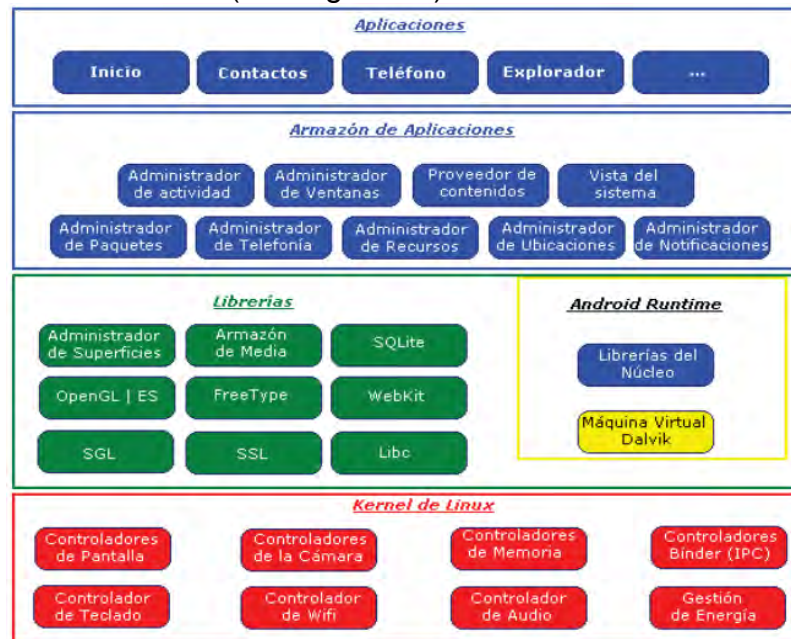 Aplicaciones
Inicio
Contactos
Teléfono
Explorador
...
Armazón de Aplicaciones
Administrador
de actividad
Administrador
de Ventanas
Proveedor de
contenidos
Vista del
sistema
Administrador
de Paquetes
Administrador
de Telefonía
Administrador
de Recursos
Administrador
de Ubicaciones
Administrador
de Notificaciones
Librerías
Administrador
de Superficies
Armazón
de Media
SQLite
OpenGL | ES
FreeType
WebKit
SGL
SSL
Libc
Android Runtime
Librerías del
Núcleo
Máquina Virtual
Dalvik
Kernel de Linux
Controladores
de Pantalla
Controladores
de la Cámara
Controladores
de Memoria
Controladores
Bínder (IPC)
Controlador
de Teclado
Controlador
de Wifi
Controlador
de Audio
Gestión
de Energía